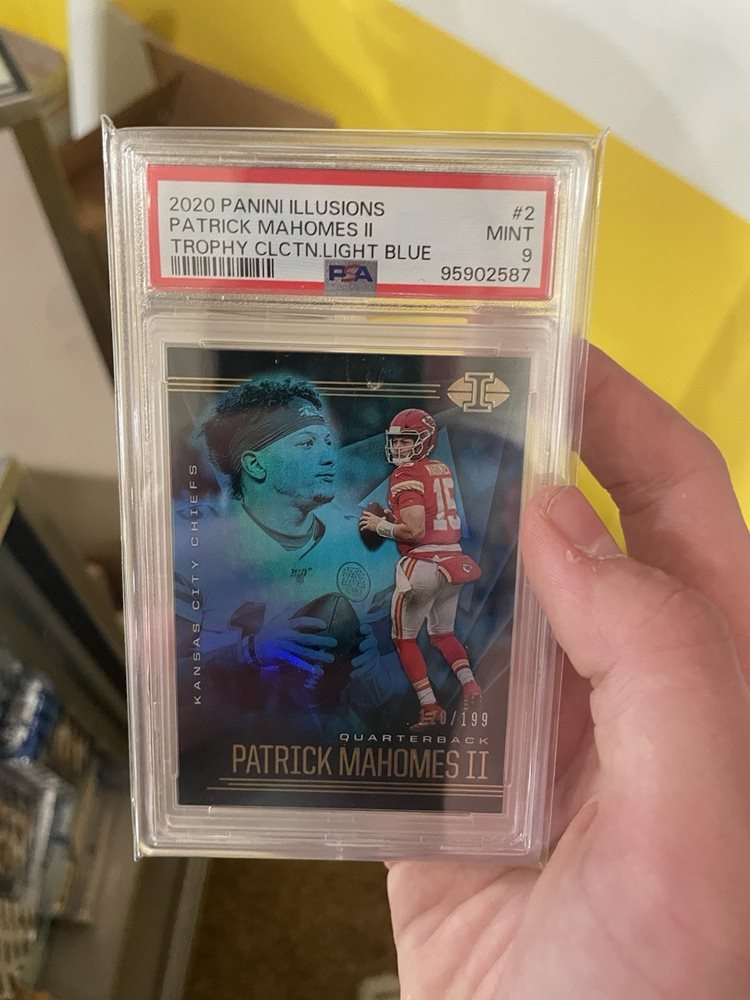 2020 PANINI ILLUSIONS #2
PATRICK MAHOMES II MINT
TROPHY CLCTN.LIGHT BLUE 9
PSA 95902587
I
KANSAS CITY CHIEFS
15
/199
QUARTERBACK
PATRICK MAHOMES II